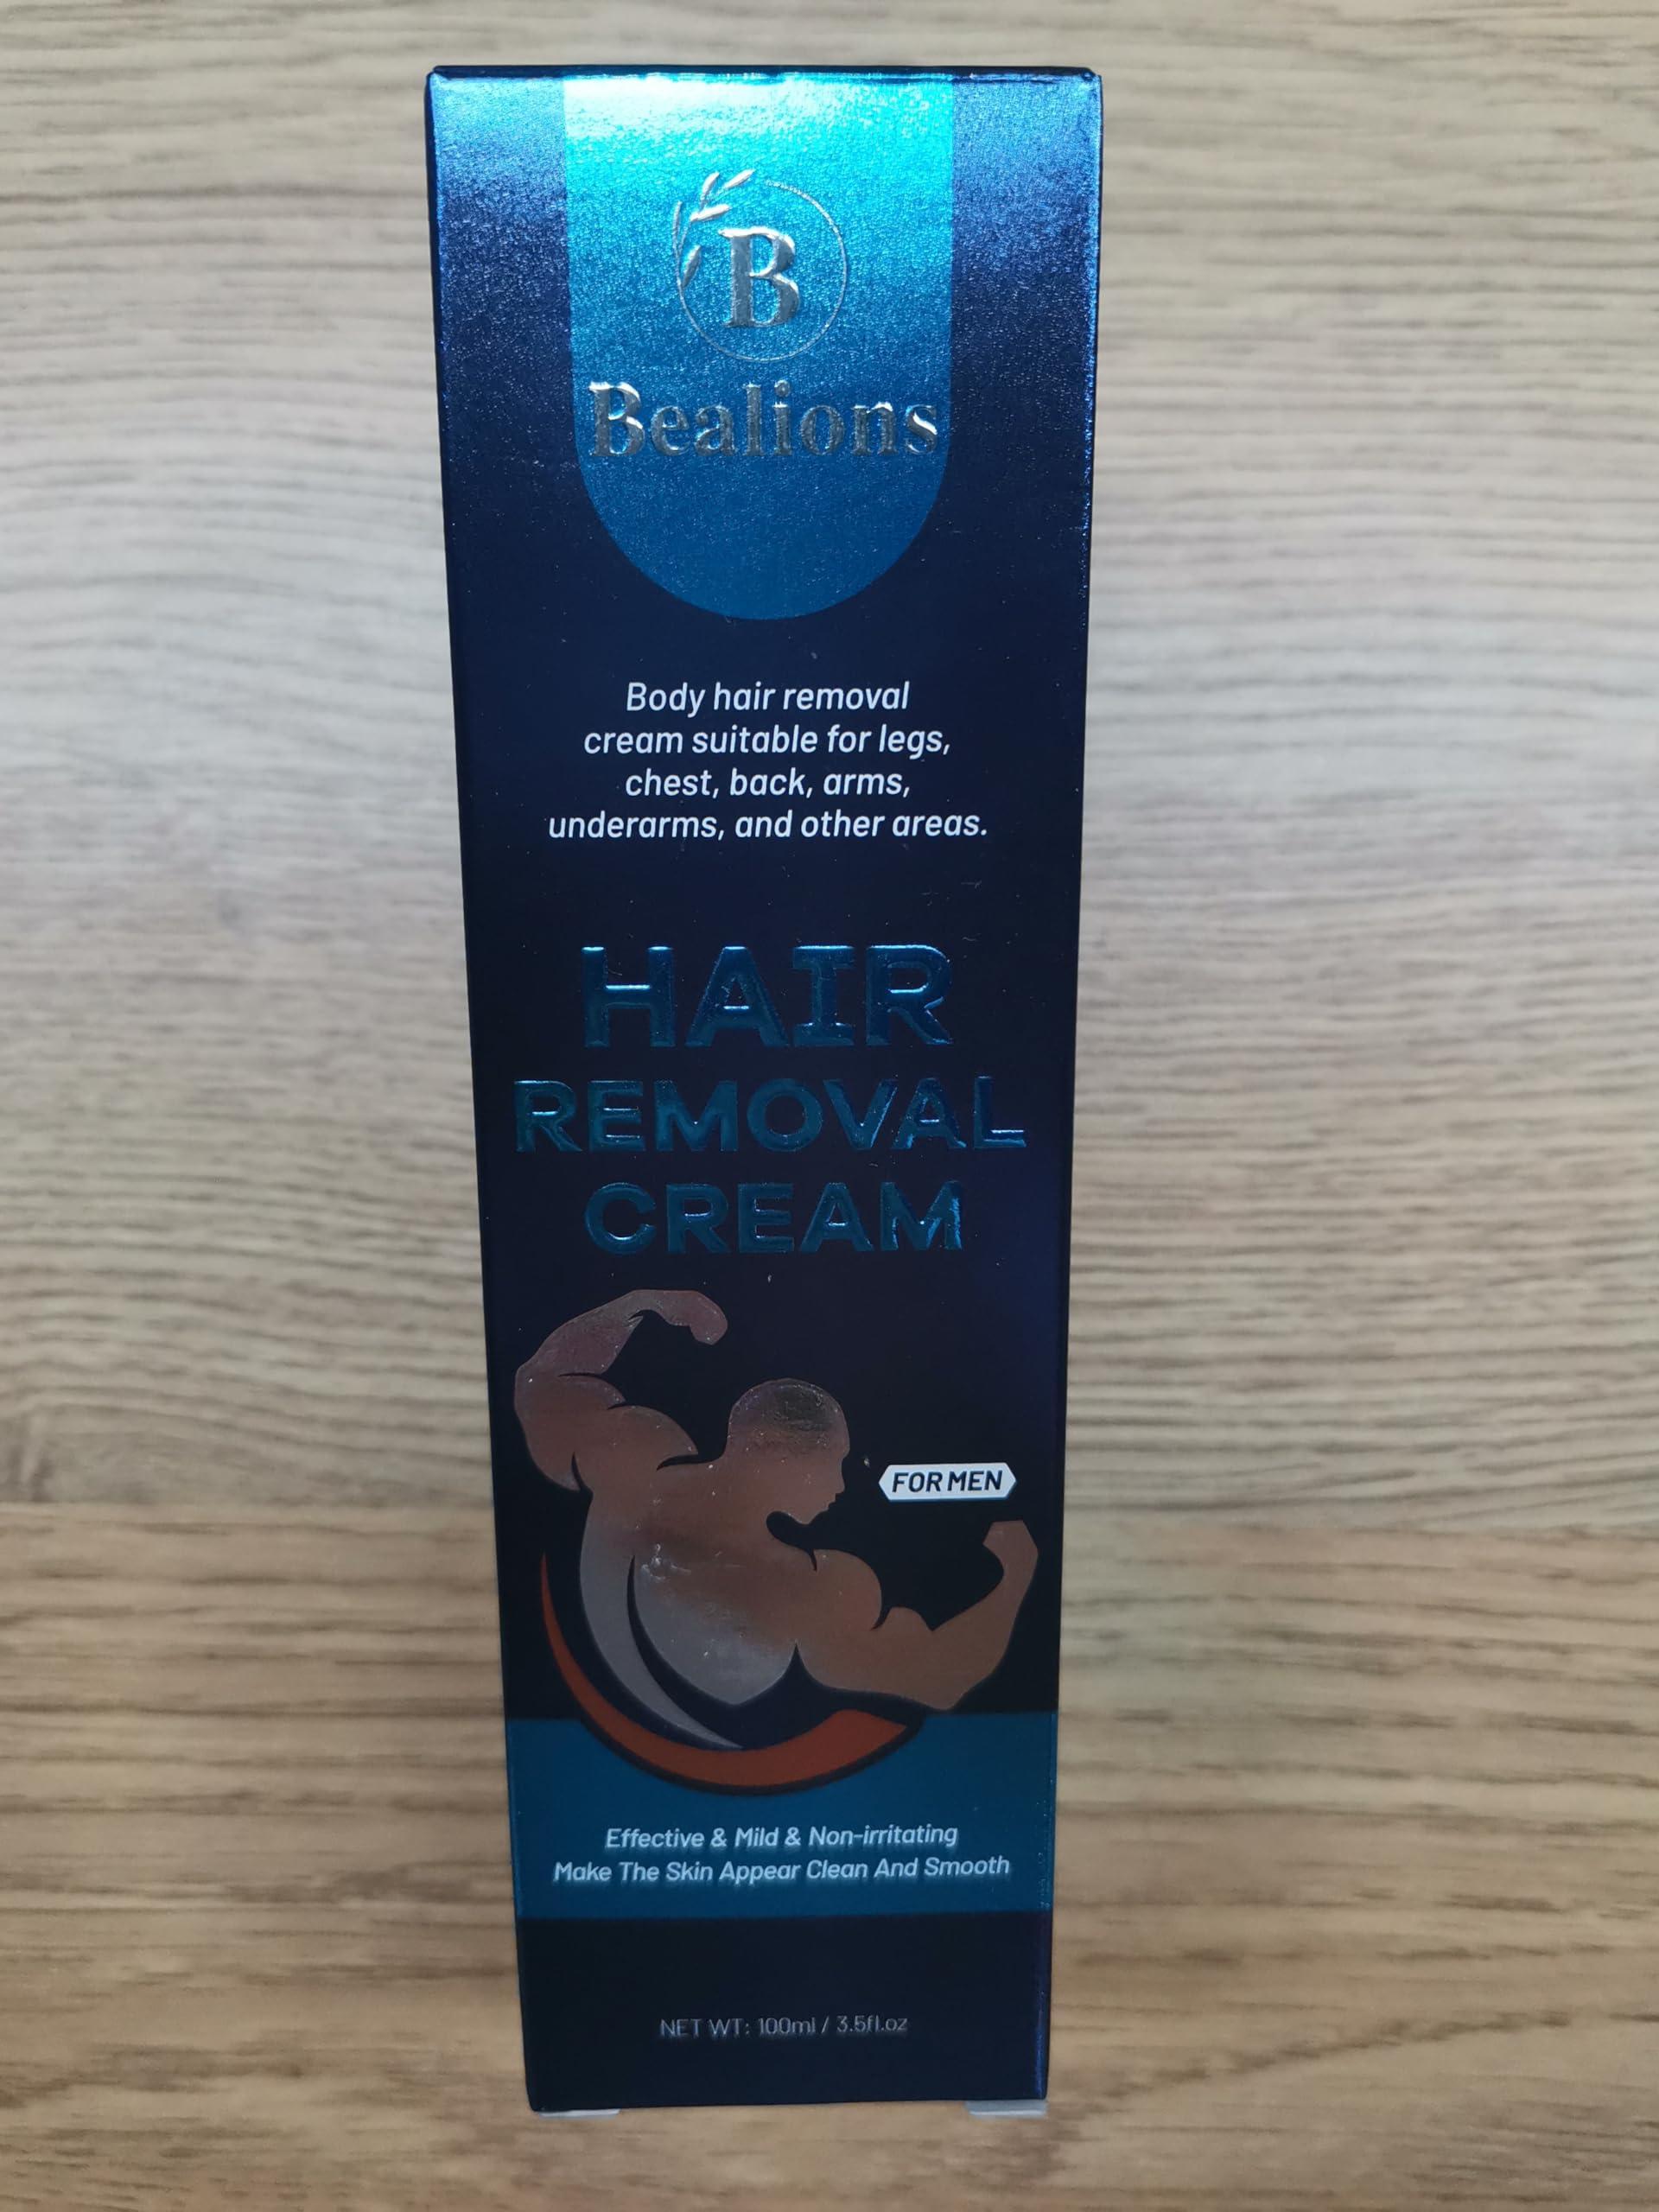 B
Bealions
Body hair removal
cream suitable for legs,
chest, back, arms,
underarms, and other areas.
HAIR
REMOVAL
CREAM
FOR MEN
Effective & Mild & Non-irritating
Make The Skin Appear Clean And Smooth
NET WT: 100ml / 3.5fl.oz